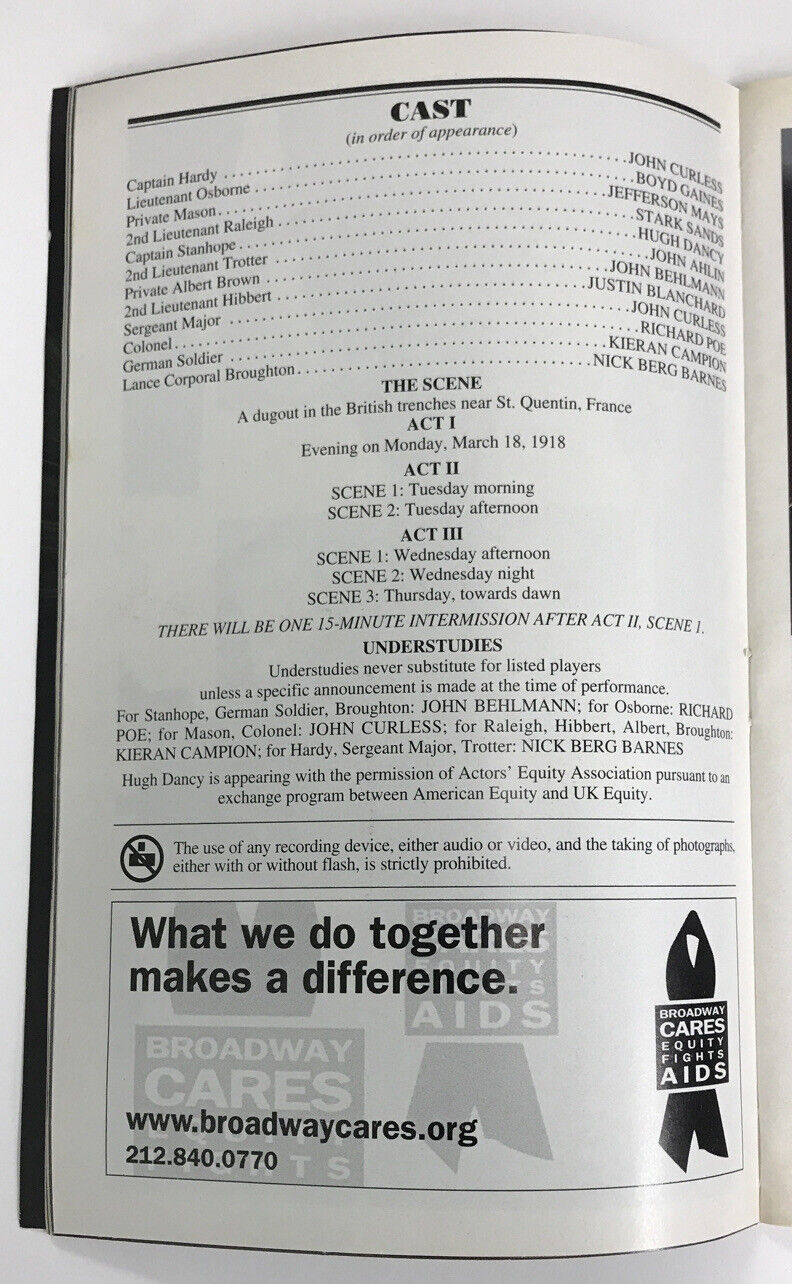 CAST
(in order of appearance)
Captain Hardy ........ JOHN CURLESS
Lieutenant Osborne ........ BOYD GAINES
Private Mason ........ JEFFERSON MAYS
2nd Lieutenant Raleigh ........ STARK SANDS
Captain Stanhope ........ HUGH DANCY
2nd Lieutenant Trotter ........ JOHN AHLIN
Private Albert Brown ........ JOHN BEHLMANN
2nd Lieutenant Hibbert ........ JUSTIN BLANCHARD
Sergeant Major ........ JOHN CURLESS
Colonel ........ RICHARD POE
German Soldier ........ KIERAN CAMPION
Lance Corporal Broughton ........ NICK BERG BARNES
THE SCENE
A dugout in the British trenches near St. Quentin, France
ACT I
Evening on Monday, March 18, 1918
ACT II
SCENE 1: Tuesday morning
SCENE 2: Tuesday afternoon
ACT III
SCENE 1: Wednesday afternoon
SCENE 2: Wednesday night
SCENE 3: Thursday, towards dawn
THERE WILL BE ONE 15-MINUTE INTERMISSION AFTER ACT II, SCENE 1.
UNDERSTUDIES
Understudies never substitute for listed players
unless a specific announcement is made at the time of performance.
For Stanhope, German Soldier, Broughton: JOHN BEHLMANN; for Osborne: RICHARD
POE; for Mason, Colonel: JOHN CURLESS; for Raleigh, Hibbert, Albert, Broughton:
KIERAN CAMPION; for Hardy, Sergeant Major, Trotter: NICK BERG BARNES
Hugh Dancy is appearing with the permission of Actors' Equity Association pursuant to an
exchange program between American Equity and UK Equity.
The use of any recording device, either audio or video, and the taking of photographs,
either with or without flash, is strictly prohibited.
What we do together
makes a difference.
BROADWAY
AIDS
BROADWAY
CARES
www.broadwaycares.org
212.840.0770
BROADWAY
CARES
EQUITY
FIGHTS
AIDS